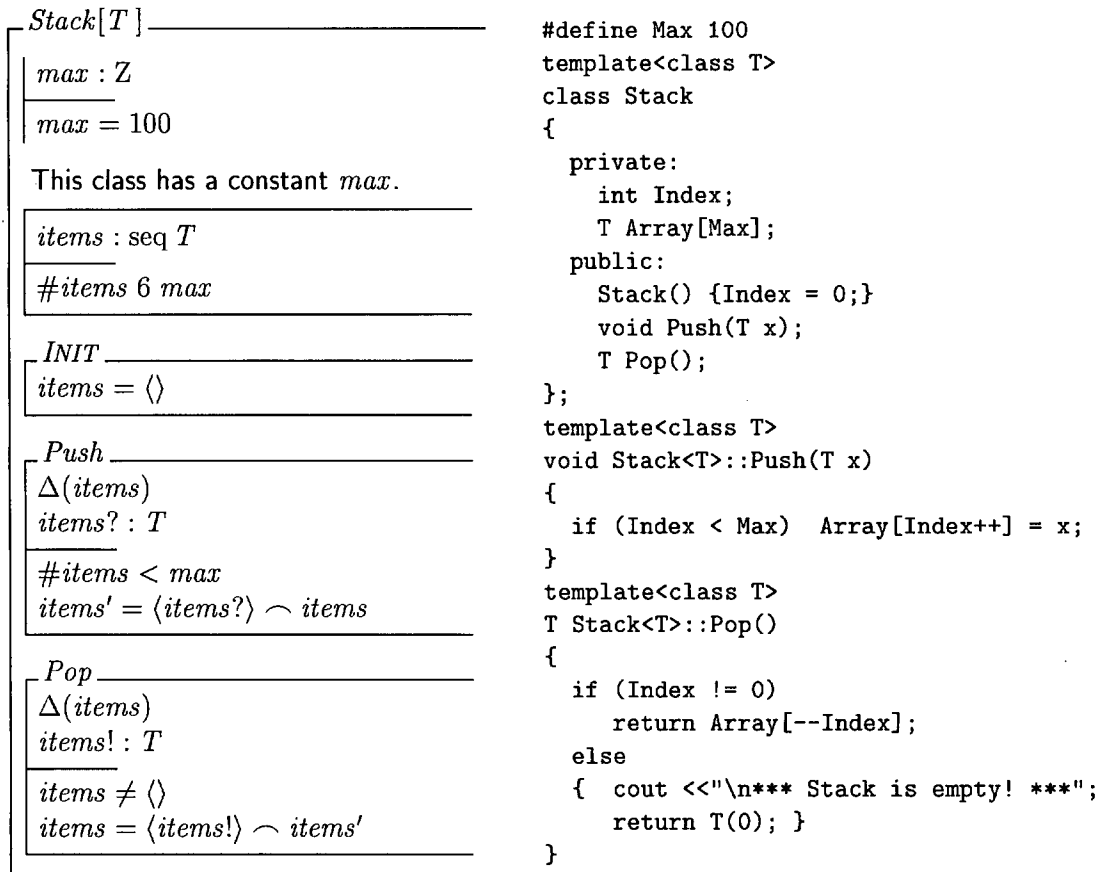 Stack[T]
max : Z
max = 100
This class has a constant max.
items : seq T
#items 6 max
INIT
items = ⟨⟩
Push
Δ(items)
items? : T
#items < max
items′ = ⟨items?⟩ ⌢ items
Pop
Δ(items)
items! : T
items ≠ ⟨⟩
items = ⟨items!⟩ ⌢ items′
#define Max 100
template<class T>
class Stack
{
private:
int Index;
T Array[Max];
public:
Stack() {Index = 0;}
void Push(T x);
T Pop();
};
template<class T>
void Stack<T>::Push(T x)
{
if (Index < Max) Array[Index++] = x;
}
template<class T>
T Stack<T>::Pop()
{
if (Index != 0)
return Array[--Index];
else
{ cout <<"\n*** Stack is empty! ***";
return T(0); }
}